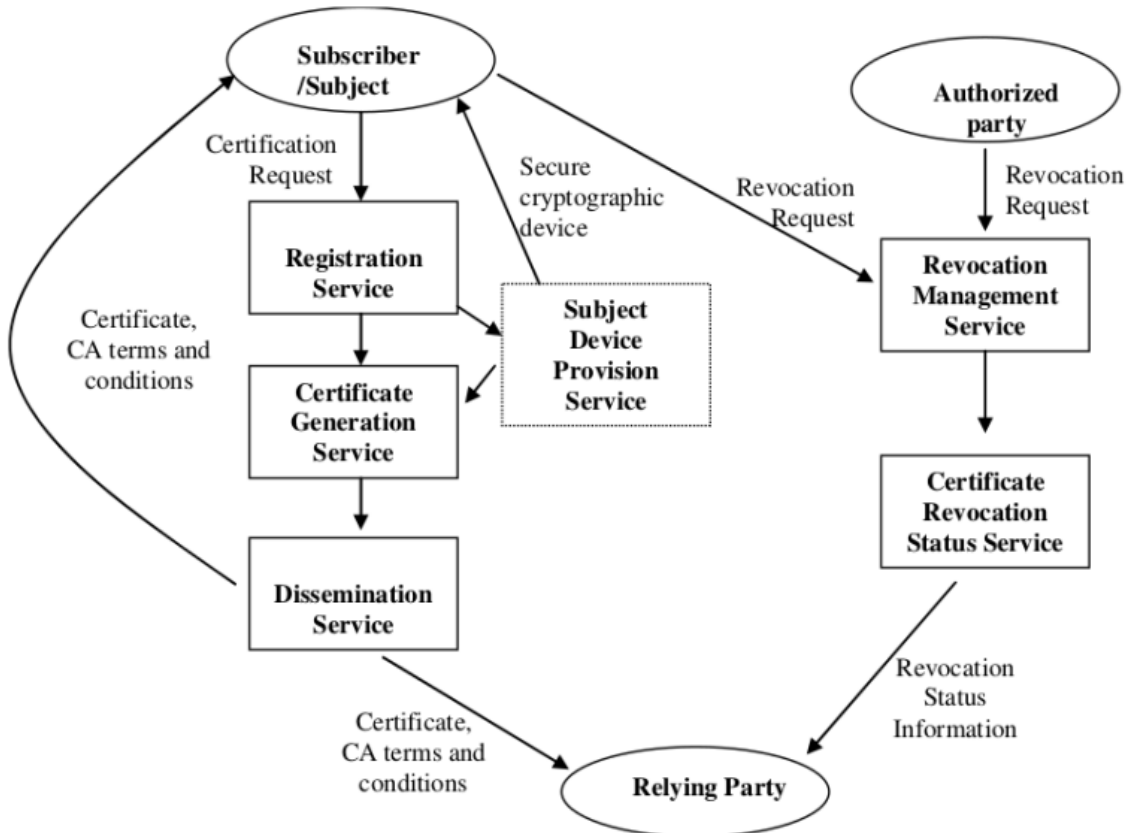 Subscriber
/Subject
Authorized
party
Certification
Request
Secure
cryptographic
device
Revocation
Request
Revocation
Request
Registration
Service
Revocation
Management
Service
Subject
Device
Provision
Service
Certificate,
CA terms and
conditions
Certificate
Generation
Service
Certificate
Revocation
Status Service
Dissemination
Service
Revocation
Status
Information
Certificate,
CA terms and
conditions
Relying Party